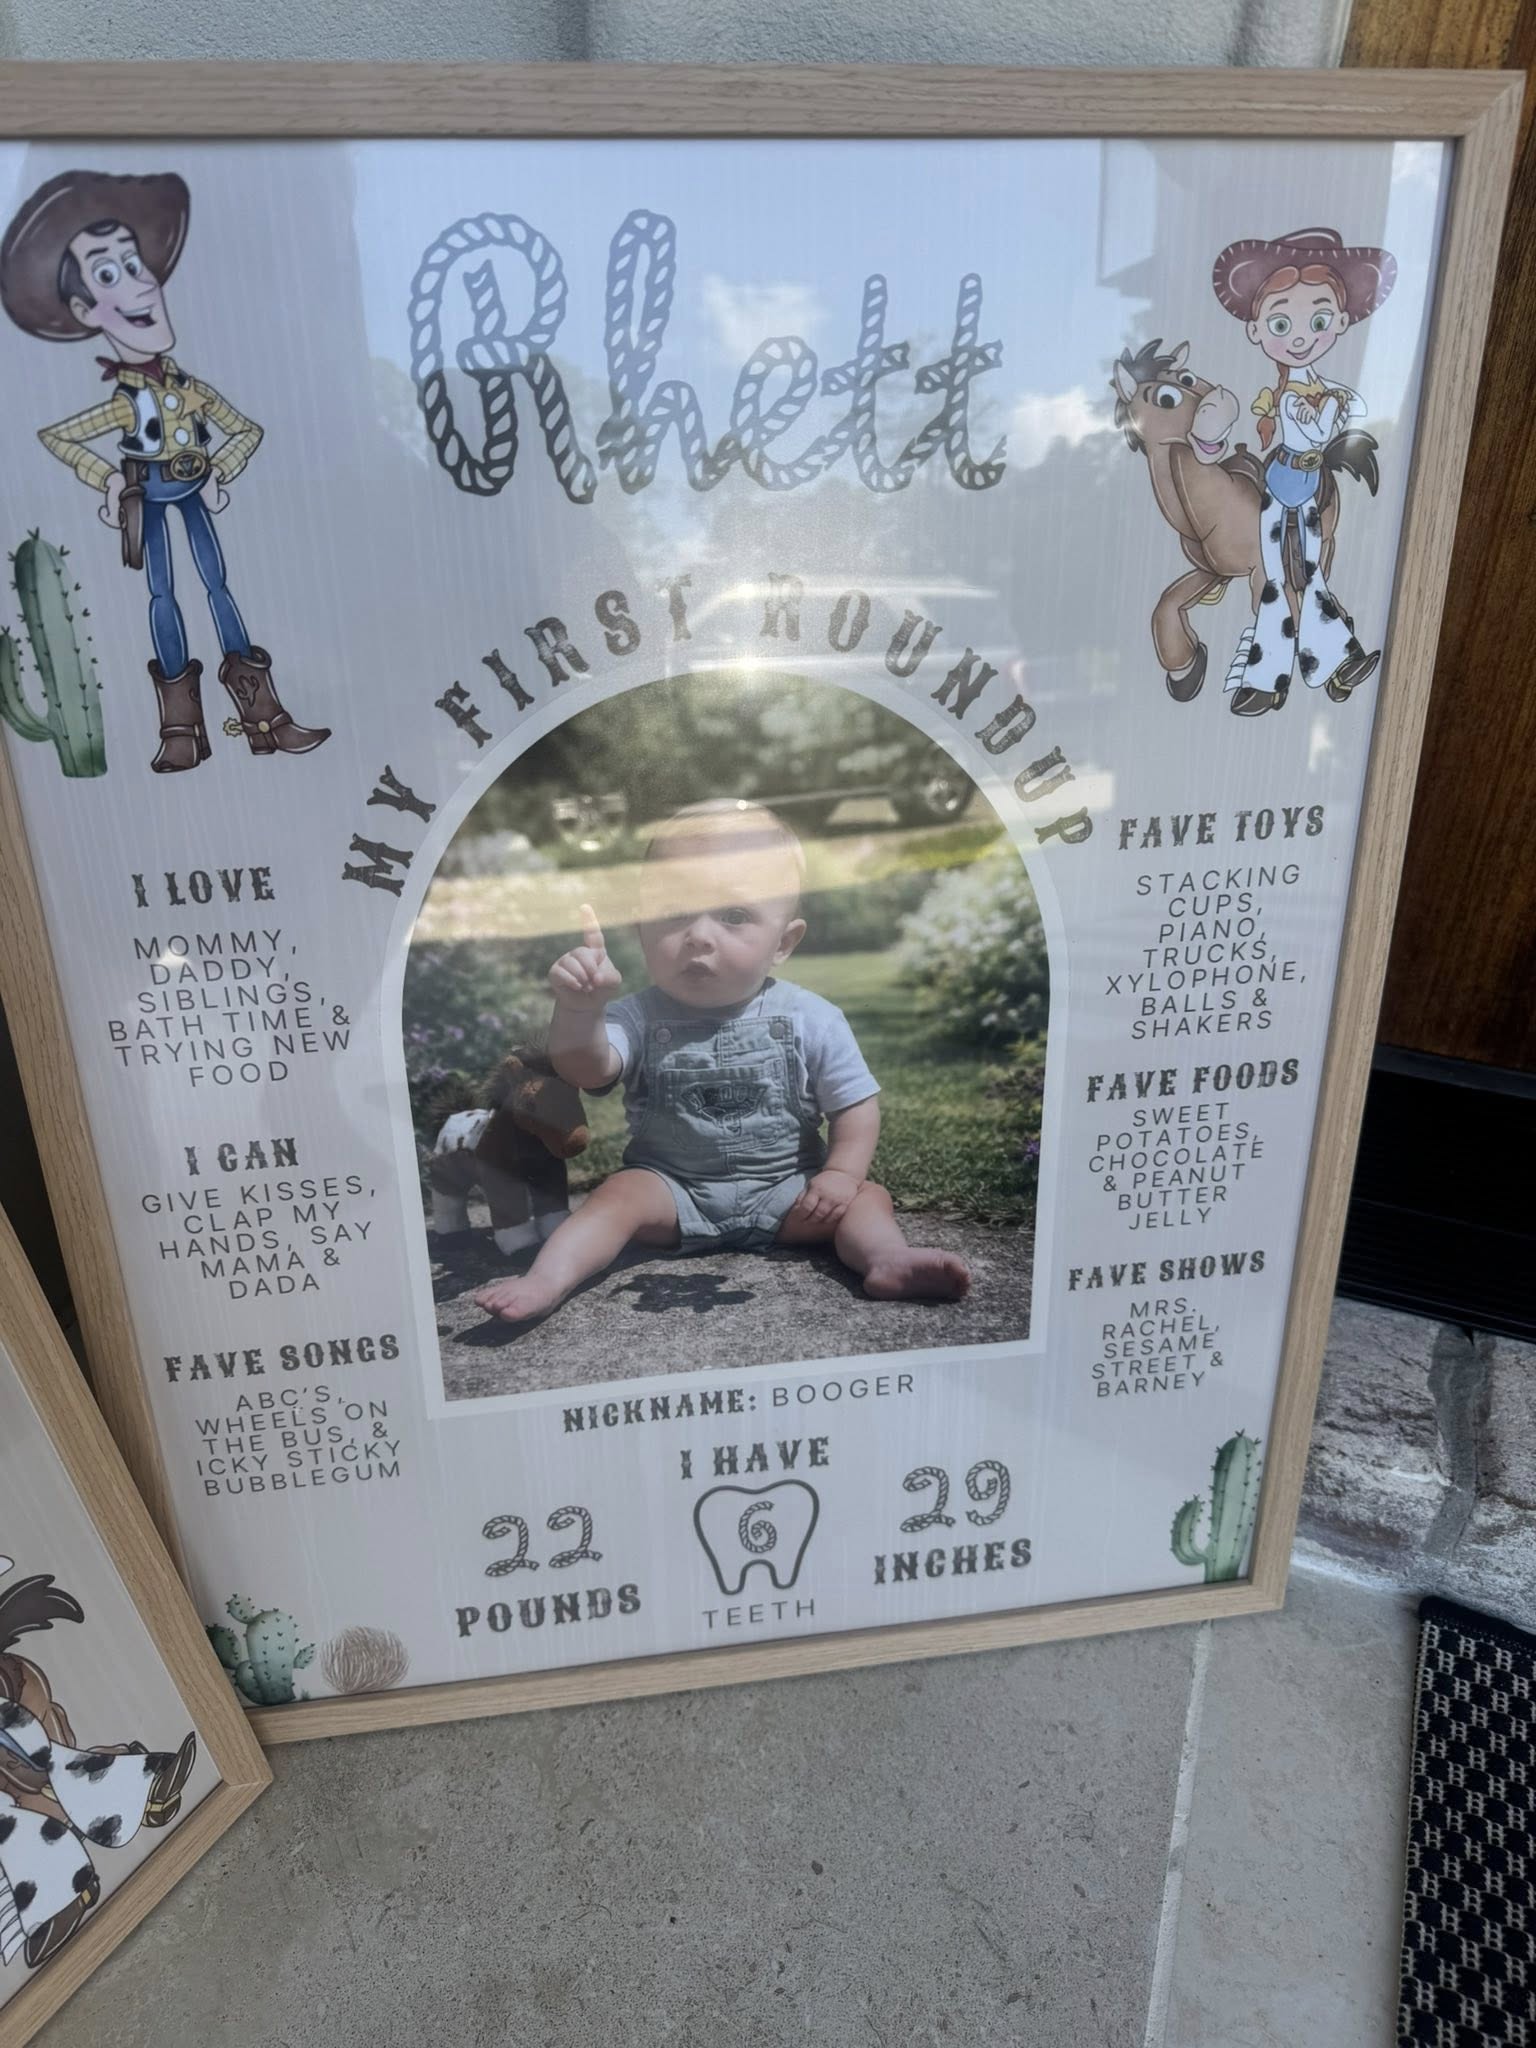 Rhett
MY FIRST ROUNDUP
I LOVE
MOMMY,
DADDY,
SIBLINGS,
BATH TIME &
TRYING NEW
FOOD
I CAN
GIVE KISSES,
CLAP MY
HANDS, SAY
MAMA &
DADA
FAVE SONGS
ABC'S,
WHEELS ON
THE BUS, &
ICKY STICKY
BUBBLEGUM
FAVE TOYS
STACKING
CUPS,
PIANO,
TRUCKS,
XYLOPHONE,
BALLS &
SHAKERS
FAVE FOODS
SWEET
POTATOES,
CHOCOLATE
& PEANUT
BUTTER
JELLY
FAVE SHOWS
MRS.
RACHEL,
SESAME
STREET &
BARNEY
NICKNAME: BOOGER
I HAVE
6
TEETH
22
POUNDS
29
INCHES